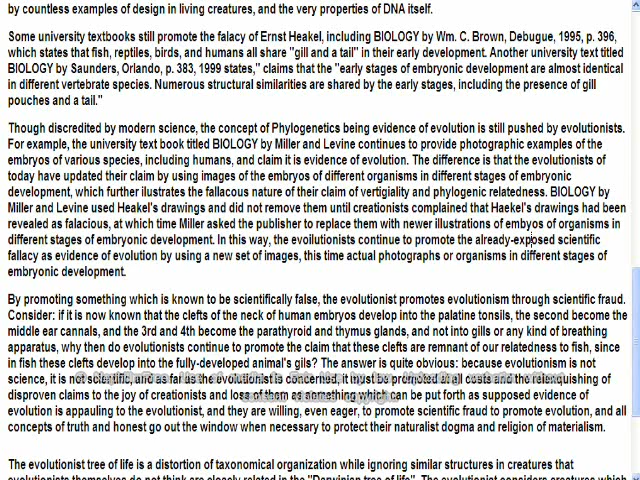 by countless examples of design in living creatures, and the very properties of DNA itself.
Some university textbooks still promote the falacy of Ernst Heakel, including BIOLOGY by Wm. C. Brown, Debugue, 1995, p. 396,
which states that fish, reptiles, birds, and humans all share "gill and a tail" in their early development. Another university text titled
BIOLOGY by Saunders, Orlando, p. 383, 1999 states," claims that the "early stages of embryonic development are almost identical
in different vertebrate species. Numerous structural similarities are shared by the early stages, including the presence of gill
pouches and a tail."
Though discredited by modern science, the concept of Phylogenetics being evidence of evolution is still pushed by evolutionists.
For example, the university text book titled BIOLOGY by Miller and Levine continues to provide photographic examples of the
embryos of various species, including humans, and claim it is evidence of evolution. The difference is that the evolutionists of
today have updated their claim by using images of the embryos of different organisms in different stages of embryonic
development, which further ilustrates the fallacous nature of their claim of vertigiality and phylogenic relatedness. BIOLOGY by
Miller and Levine used Heakel's drawings and did not remove them until creationists complained that Haekel's drawings had been
revealed as falacious, at which time Miller asked the publisher to replace them with newer illustrations of embyos of organisms in
different stages of embryonic development. In this way, the evoilutionists continue to promote the already-exposed scientific
fallacy as evidence of evolution by using a new set of images, this time actual photographs or organisms in different stages of
embryonic development.
By promoting something which is known to be scientifically false, the evolutionist promotes evolutionism through scientific fraud.
Consider: if it is now known that the clefts of the neck of human embryos develop into the palatine tonsils, the second become the
middle ear cannals, and the 3rd and 4th become the parathyroid and thymus glands, and not into gills or any kind of breathing
apparatus, why then do evolutionists continue to promote the claim that these clefts are remnant of our relatedness to fish, since
in fish these clefts develop into the fully-developed animal's gills? The answer is quite obvious: because evolutionism is not
science, it is not scientific, and as far as the evolutionist is concerned, it must be promoted at all costs and the relenquishing of
disproven claims to the joy of creationists and loss of them as something which can be put forth as supposed evidence of
evolution is appauling to the evolutionist, and they are willing, even eager, to promote scientific fraud to promote evolution, and all
concepts of truth and honest go out the window when necessary to protect their naturalist dogma and religion of materialism.
The evolutionist tree of life is a distortion of taxonomical organization while ignoring similar structures in creatures that
evolutionists themselves do not think are closely related in the "Darwinian tree of life". The evolutionist considers creatures which